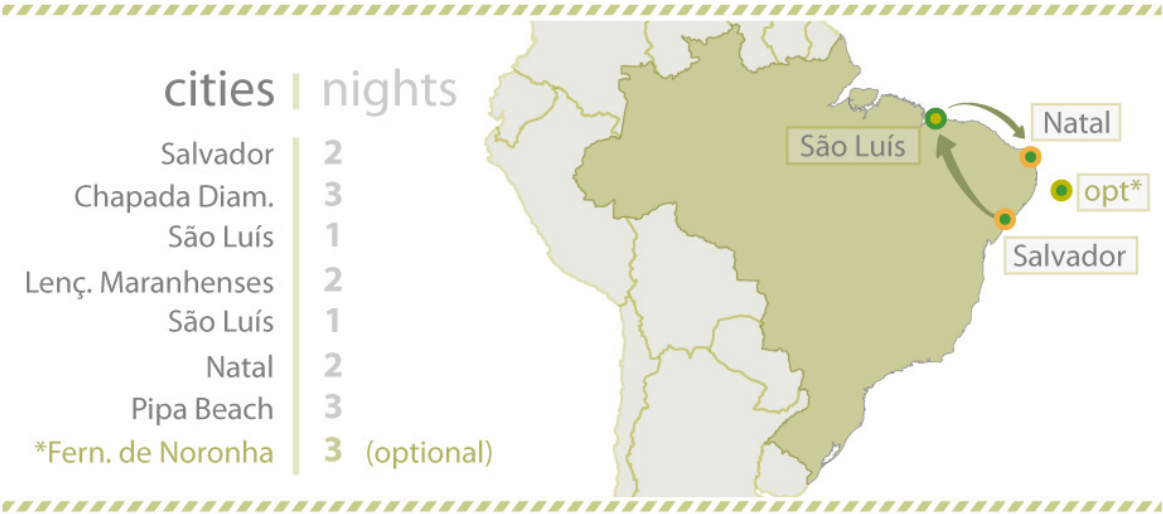 cities nights
Salvador 2
Chapada Diam. 3
São Luís 1
Lenç. Maranhenses 2
São Luís 1
Natal 2
Pipa Beach 3
*Fern. de Noronha 3 (optional)
Natal
São Luís
opt*
Salvador